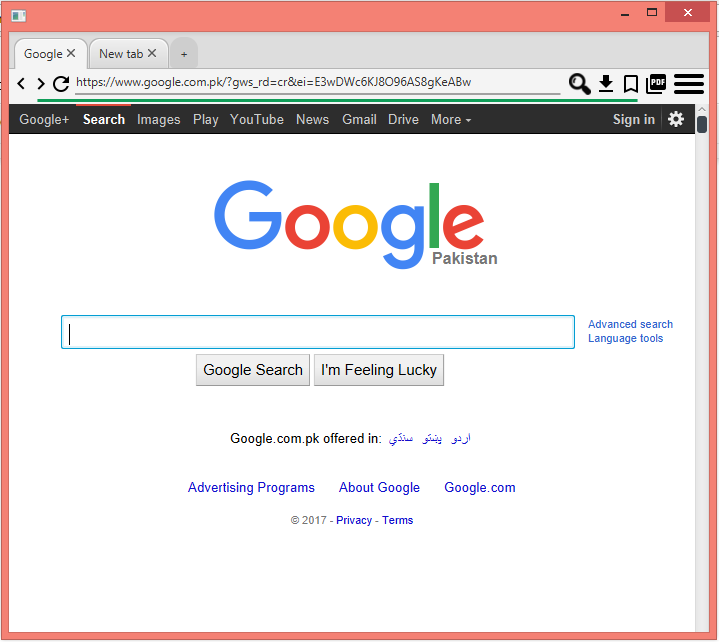 Google New tab +
https://www.google.com.pk/?gws_rd=cr&ei=E3wDWc6KJ8O96AS8gKeABw PDF
Google+ Search Images Play YouTube News Gmail Drive More Sign in
Google
Pakistan
Advanced search
Language tools
Google Search I'm Feeling Lucky
Google.com.pk offered in: اردو پښتو سنڌي
Advertising Programs About Google Google.com
© 2017 - Privacy - Terms